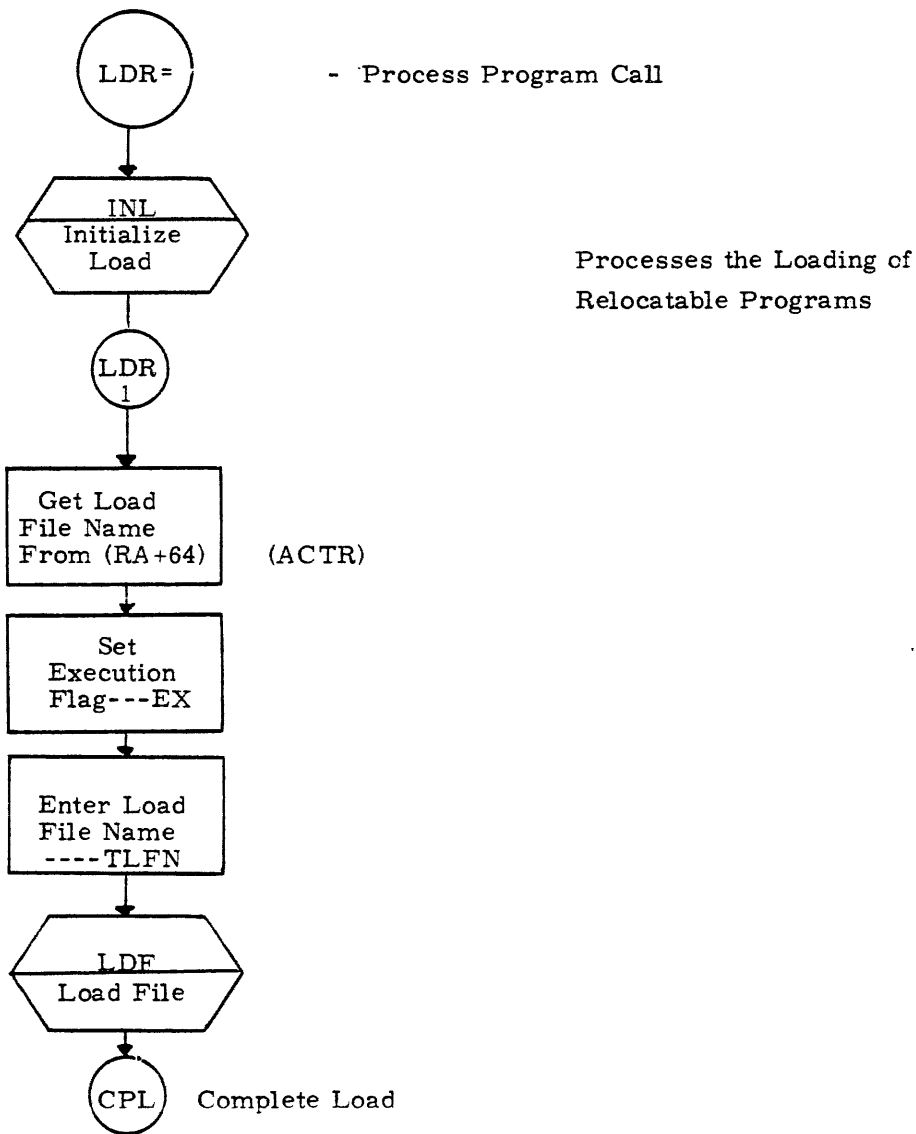 LDR=
- Process Program Call
INL
Initialize
Load
Processes the Loading of
Relocatable Programs
LDR
1
Get Load
File Name
From (RA+64)
(ACTR)
Set
Execution
Flag---EX
Enter Load
File Name
----TLFN
LDF
Load File
CPL
Complete Load